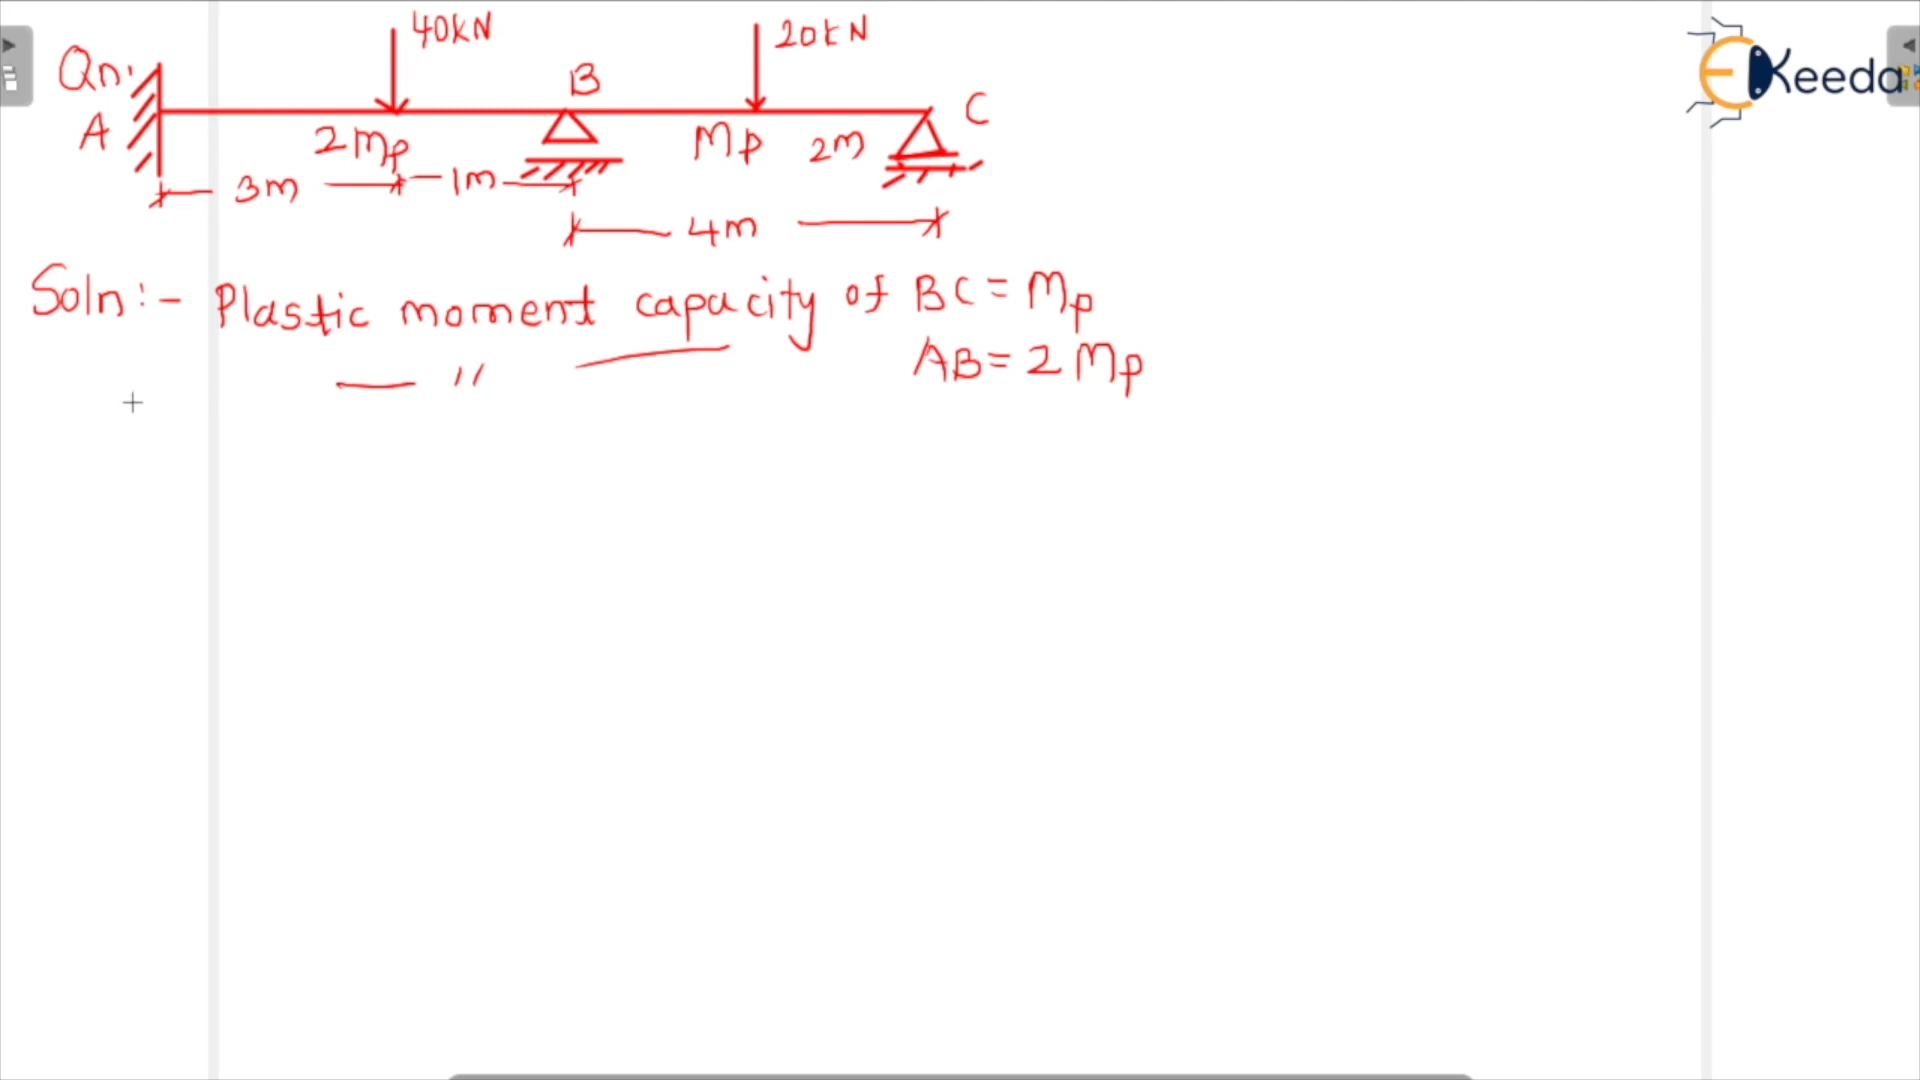 40kN
20kN
Qn.
B
Keeda
A
2Mp
Mp
2m
C
3m
1m
4m
Soln:- Plastic moment capacity of BC = Mp
— " — AB = 2Mp